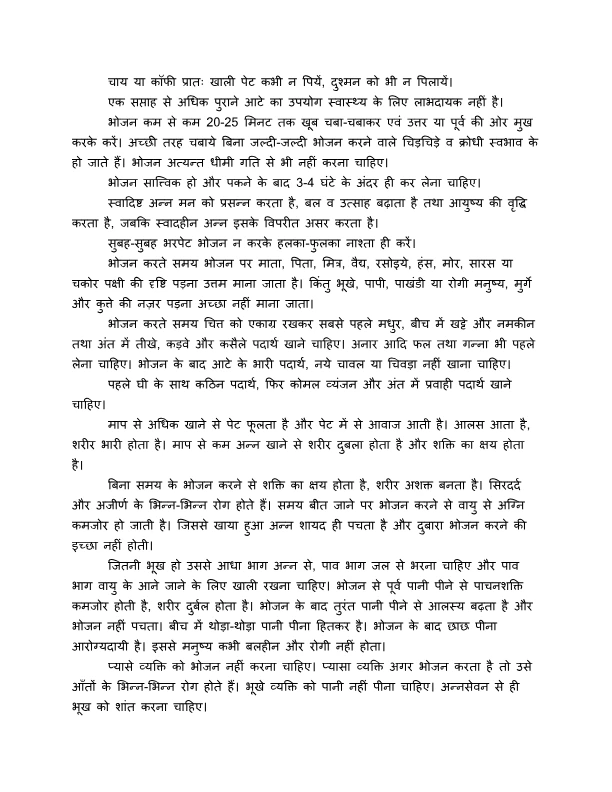 चाय या कॉफी प्रातः खाली पेट कभी न पियें, दुश्मन को भी न पिलायें।
एक सप्ताह से अधिक पुराने आटे का उपयोग स्वास्थ्य के लिए लाभदायक नहीं है।
भोजन कम से कम 20-25 मिनट तक खूब चबा-चबाकर एवं उत्तर या पूर्व की ओर मुख
करके करें। अच्छी तरह चबाये बिना जल्दी-जल्दी भोजन करने वाले चिड़चिड़े व क्रोधी स्वभाव के
हो जाते हैं। भोजन अत्यन्त धीमी गति से भी नहीं करना चाहिए।
भोजन सात्त्विक हो और पकने के बाद 3-4 घंटे के अंदर ही कर लेना चाहिए।
स्वादिष्ट अन्न मन को प्रसन्न करता है, बल व उत्साह बढ़ाता है तथा आयुष्य की वृद्धि
करता है, जबकि स्वादहीन अन्न इसके विपरीत असर करता है।
सुबह-सुबह भरपेट भोजन न करके हलका-फुलका नाश्ता ही करें।
भोजन करते समय भोजन पर माता, पिता, मित्र, वैद्य, रसोइये, हंस, मोर, सारस या
चकोर पक्षी की दृष्टि पड़ना उत्तम माना जाता है। किंतु भूखे, पापी, पाखंडी या रोगी मनुष्य, मुर्गे
और कुत्ते की नज़र पड़ना अच्छा नहीं माना जाता।
भोजन करते समय चित्त को एकाग्र रखकर सबसे पहले मधुर, बीच में खट्टे और नमकीन
तथा अंत में तीखे, कड़वे और कसैले पदार्थ खाने चाहिए। अनार आदि फल तथा गन्ना भी पहले
लेना चाहिए। भोजन के बाद आटे के भारी पदार्थ, नये चावल या चिवड़ा नहीं खाना चाहिए।
पहले घी के साथ कठिन पदार्थ, फिर कोमल व्यंजन और अंत में प्रवाही पदार्थ खाने
चाहिए।
माप से अधिक खाने से पेट फूलता है और पेट में से आवाज आती है। आलस आता है,
शरीर भारी होता है। माप से कम अन्न खाने से शरीर दुबला होता है और शक्ति का क्षय होता
है।
बिना समय के भोजन करने से शक्ति का क्षय होता है, शरीर अशक्त बनता है। सिरदर्द
और अजीर्ण के भिन्न-भिन्न रोग होते हैं। समय बीत जाने पर भोजन करने से वायु से अग्नि
कमजोर हो जाती है। जिससे खाया हुआ अन्न शायद ही पचता है और दुबारा भोजन करने की
इच्छा नहीं होती।
जितनी भूख हो उससे आधा भाग अन्न से, पाव भाग जल से भरना चाहिए और पाव
भाग वायु के आने जाने के लिए खाली रखना चाहिए। भोजन से पूर्व पानी पीने से पाचनशक्ति
कमजोर होती है, शरीर दुर्बल होता है। भोजन के बाद तुरंत पानी पीने से आलस्य बढ़ता है और
भोजन नहीं पचता। बीच में थोड़ा-थोड़ा पानी पीना हितकर है। भोजन के बाद छाछ पीना
आरोग्यदायी है। इससे मनुष्य कभी बलहीन और रोगी नहीं होता।
प्यासे व्यक्ति को भोजन नहीं करना चाहिए। प्यासा व्यक्ति अगर भोजन करता है तो उसे
आँतों के भिन्न-भिन्न रोग होते हैं। भूखे व्यक्ति को पानी नहीं पीना चाहिए। अन्नसेवन से ही
भूख को शांत करना चाहिए।